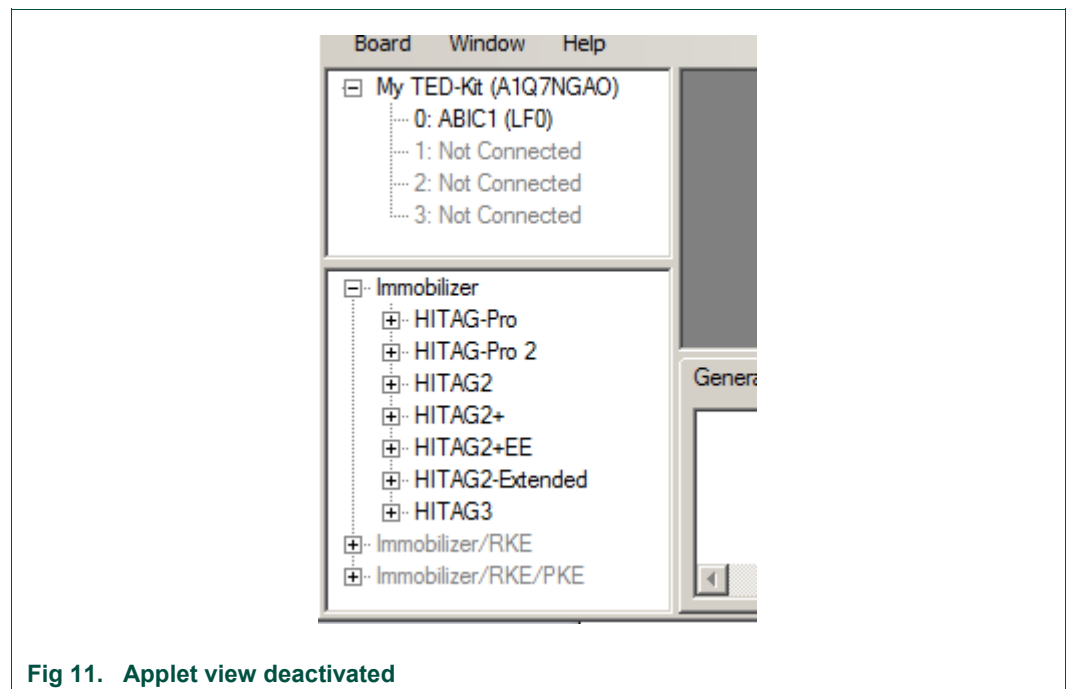 Board Window Help
My TED-Kit (A1Q7NGAO)
0: ABIC1 (LF0)
1: Not Connected
2: Not Connected
3: Not Connected
Immobilizer
HITAG-Pro
HITAG-Pro 2
HITAG2
HITAG2+
HITAG2+EE
HITAG2-Extended
HITAG3
Immobilizer/RKE
Immobilizer/RKE/PKE
Genera
Fig 11. Applet view deactivated